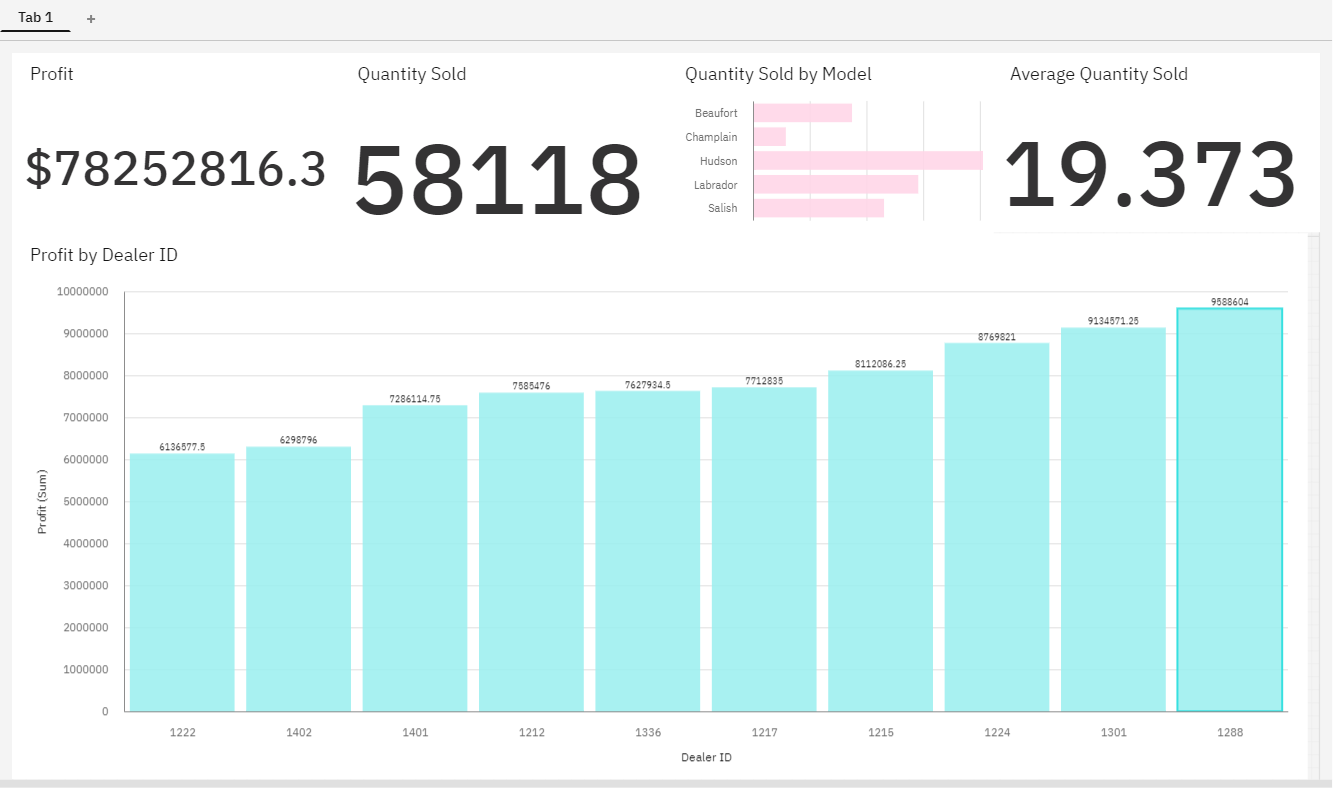 Tab 1 +
Profit
$78252816.3
Quantity Sold
58118
Quantity Sold by Model
Beaufort
Champlain
Hudson
Labrador
Salish
Average Quantity Sold
19.373
Profit by Dealer ID
Profit (Sum)
10000000
9000000
8000000
7000000
6000000
5000000
4000000
3000000
2000000
1000000
0
6136577.5
6298796
7286114.75
7585476
7627934.5
7712835
8112086.25
8769821
9134571.25
9588604
1222 1402 1401 1212 1336 1217 1215 1224 1301 1288
Dealer ID